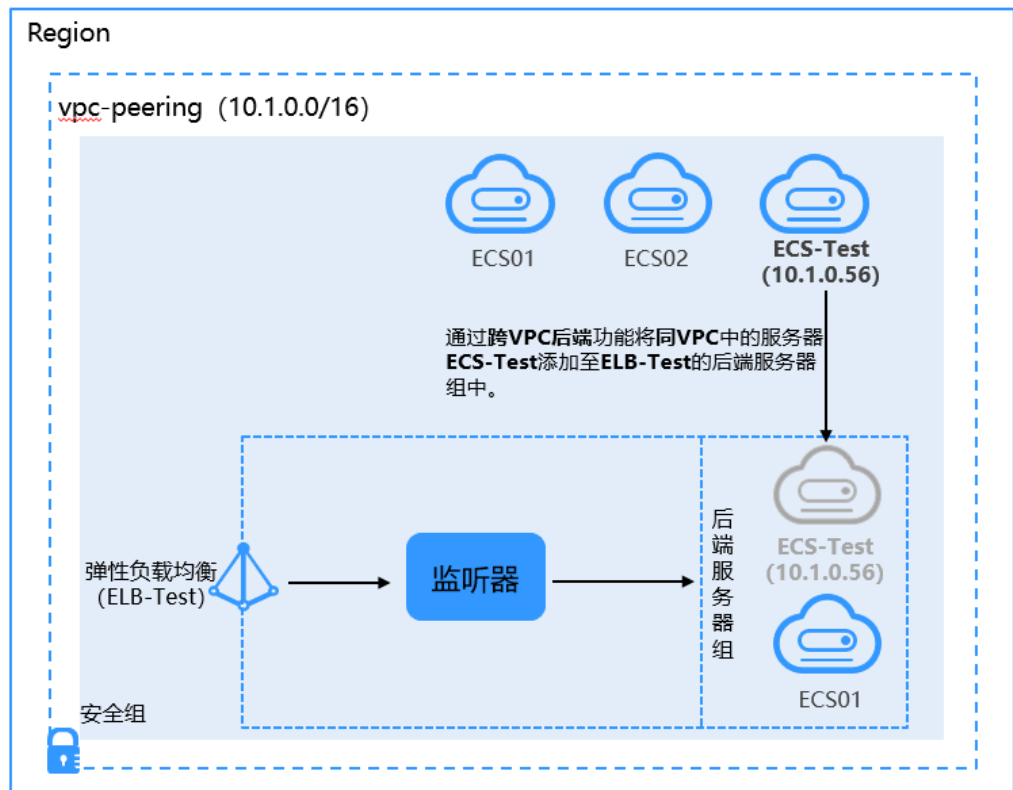 Region
vpc-peering（10.1.0.0/16）
ECS01
ECS02
ECS-Test
(10.1.0.56)
通过跨VPC后端功能将同VPC中的服务器
ECS-Test添加至ELB-Test的后端服务器
组中。
弹性负载均衡
(ELB-Test)
监听器
后端服务器组
ECS-Test
(10.1.0.56)
ECS01
安全组